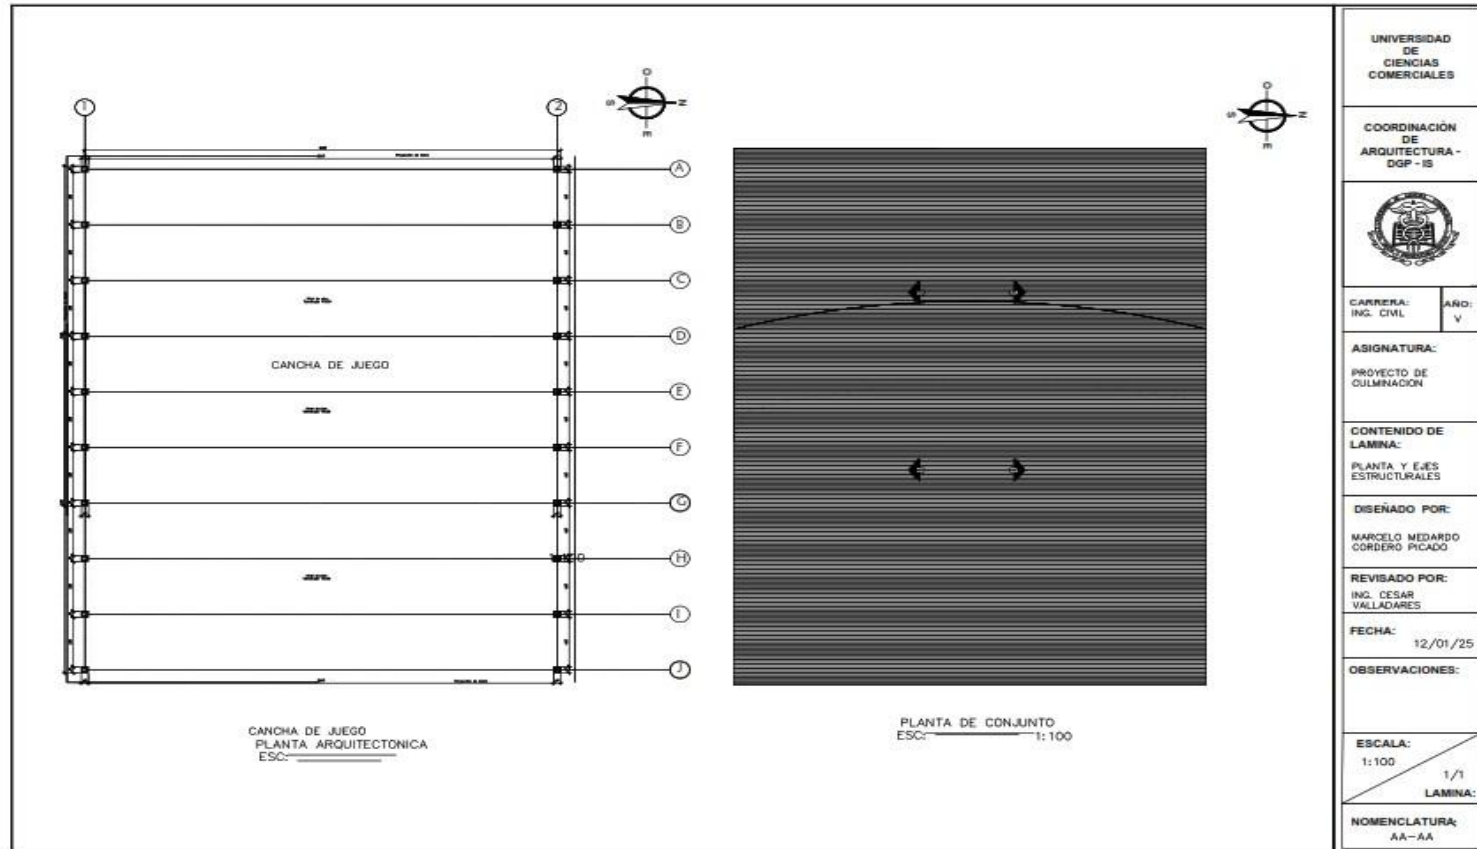 1
2
O
S
N
E
A
B
C
D
E
F
G
H
I
J
CANCHA DE JUEGO
CANCHA DE JUEGO
PLANTA ARQUITECTONICA
ESC:
O
S
N
E
PLANTA DE CONJUNTO
ESC: 1:100
UNIVERSIDAD
DE
CIENCIAS
COMERCIALES
COORDINACIÓN
DE
ARQUITECTURA -
DGP - IS
CARRERA:
ING. CIVIL
AÑO:
V
ASIGNATURA:
PROYECTO DE
CULMINACION
CONTENIDO DE
LAMINA:
PLANTA Y EJES
ESTRUCTURALES
DISEÑADO POR:
MARCELO MEDARDO
CORDERO PICADO
REVISADO POR:
ING. CESAR
VALLADARES
FECHA:
12/01/25
OBSERVACIONES:
ESCALA:
1:100
1/1
LAMINA:
NOMENCLATURA:
AA-AA